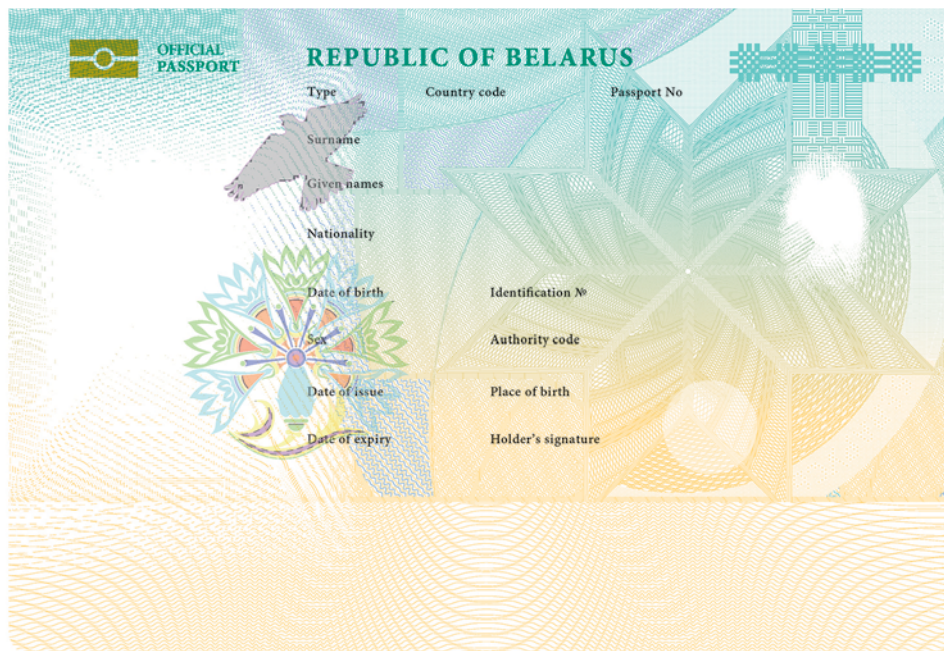 OFFICIAL
PASSPORT
REPUBLIC OF BELARUS
Type Country code Passport No
Surname
Given names
Nationality
Date of birth Identification №
Sex Authority code
Date of issue Place of birth
Date of expiry Holder's signature